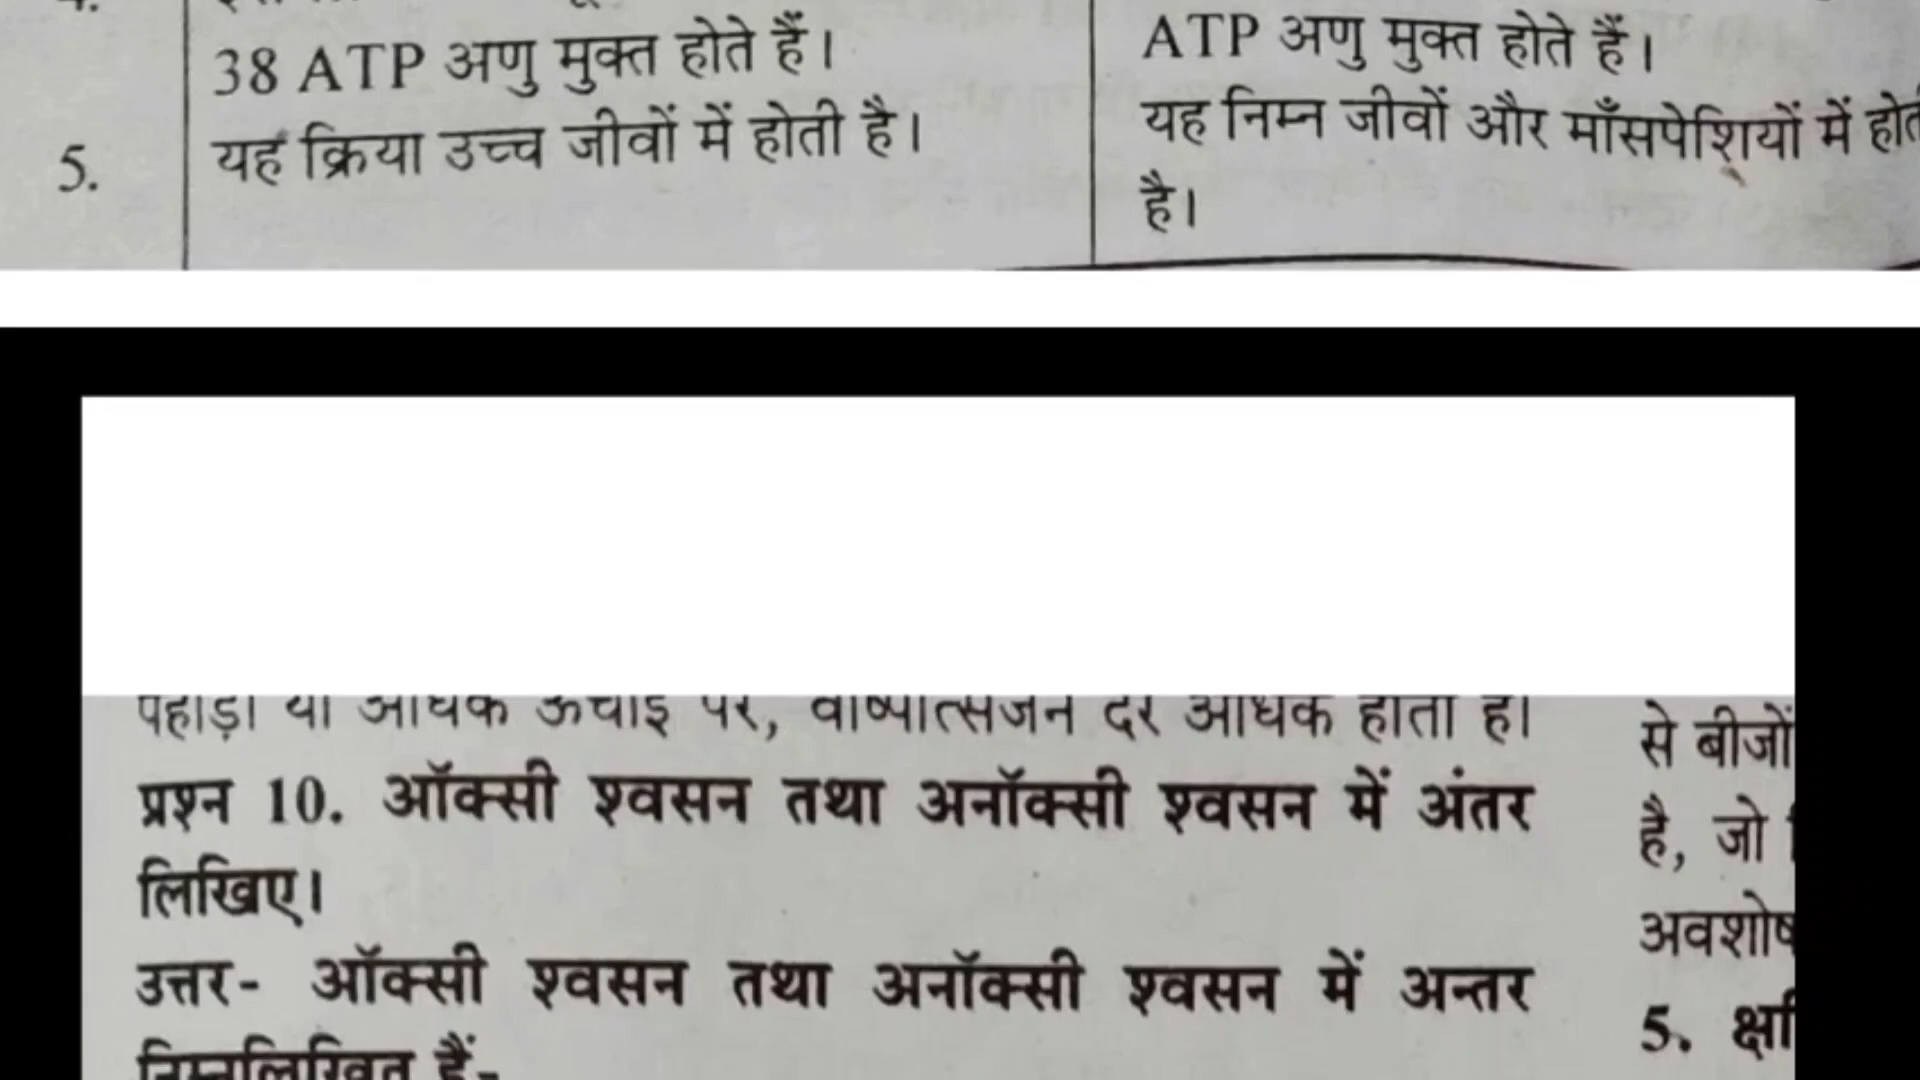 38 ATP अणु मुक्त होते हैं।
5. यह क्रिया उच्च जीवों में होती है।
ATP अणु मुक्त होते हैं।
यह निम्न जीवों और माँसपेशियों में
है।
पहाड़ों या अधिक ऊँचाई पर, वाष्पोत्सर्जन दर अधिक होती है।
प्रश्न 10. ऑक्सी श्वसन तथा अनॉक्सी श्वसन में अंतर
लिखिए।
उत्तर- ऑक्सी श्वसन तथा अनॉक्सी श्वसन में अन्तर
निम्नलिखित हैं-
से बीजों
है, जो
5.